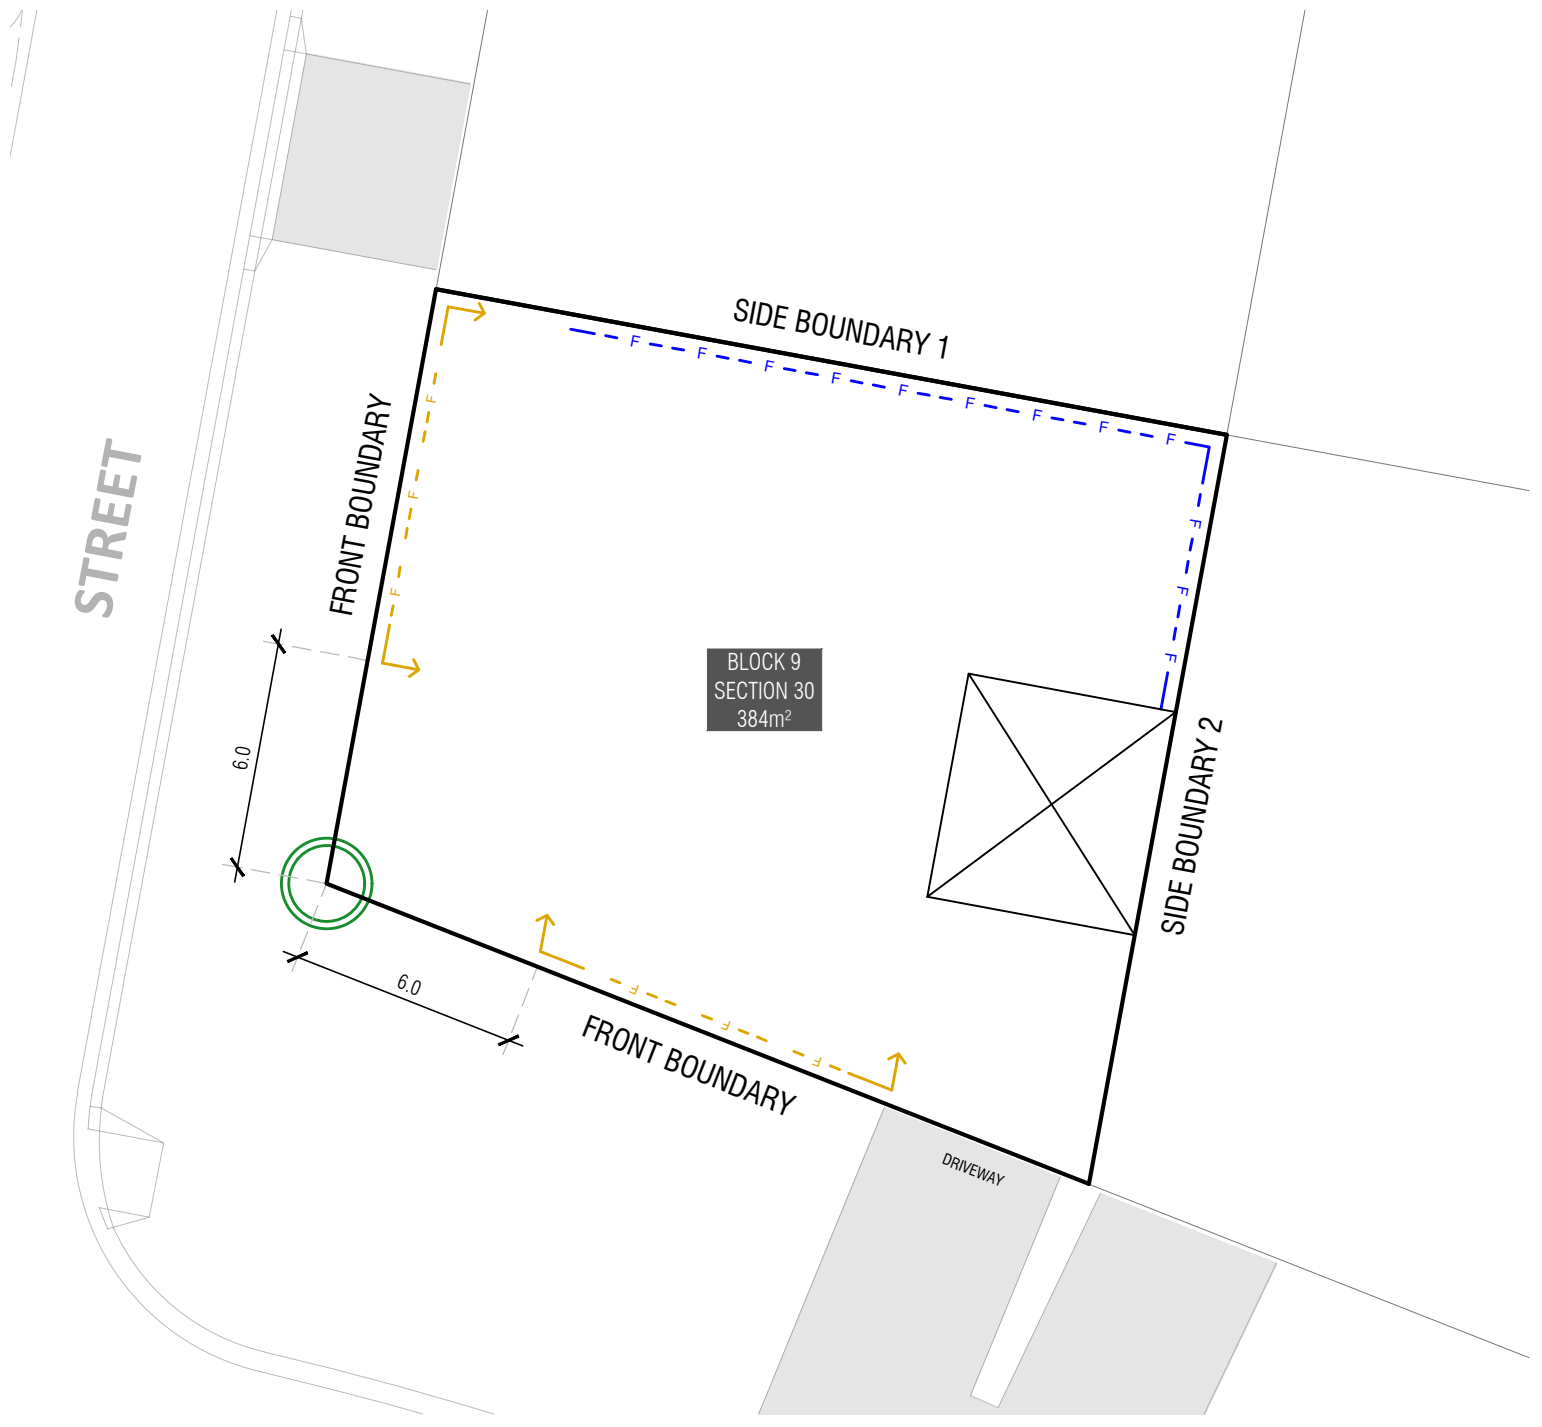 SIDE BOUNDARY 1
F F F F F F F F F
FRONT BOUNDARY
F
F
F
STREET
F
F
F
BLOCK 9
SECTION 30
384m²
SIDE BOUNDARY 2
6.0
6.0
F F F
FRONT BOUNDARY
DRIVEWAY